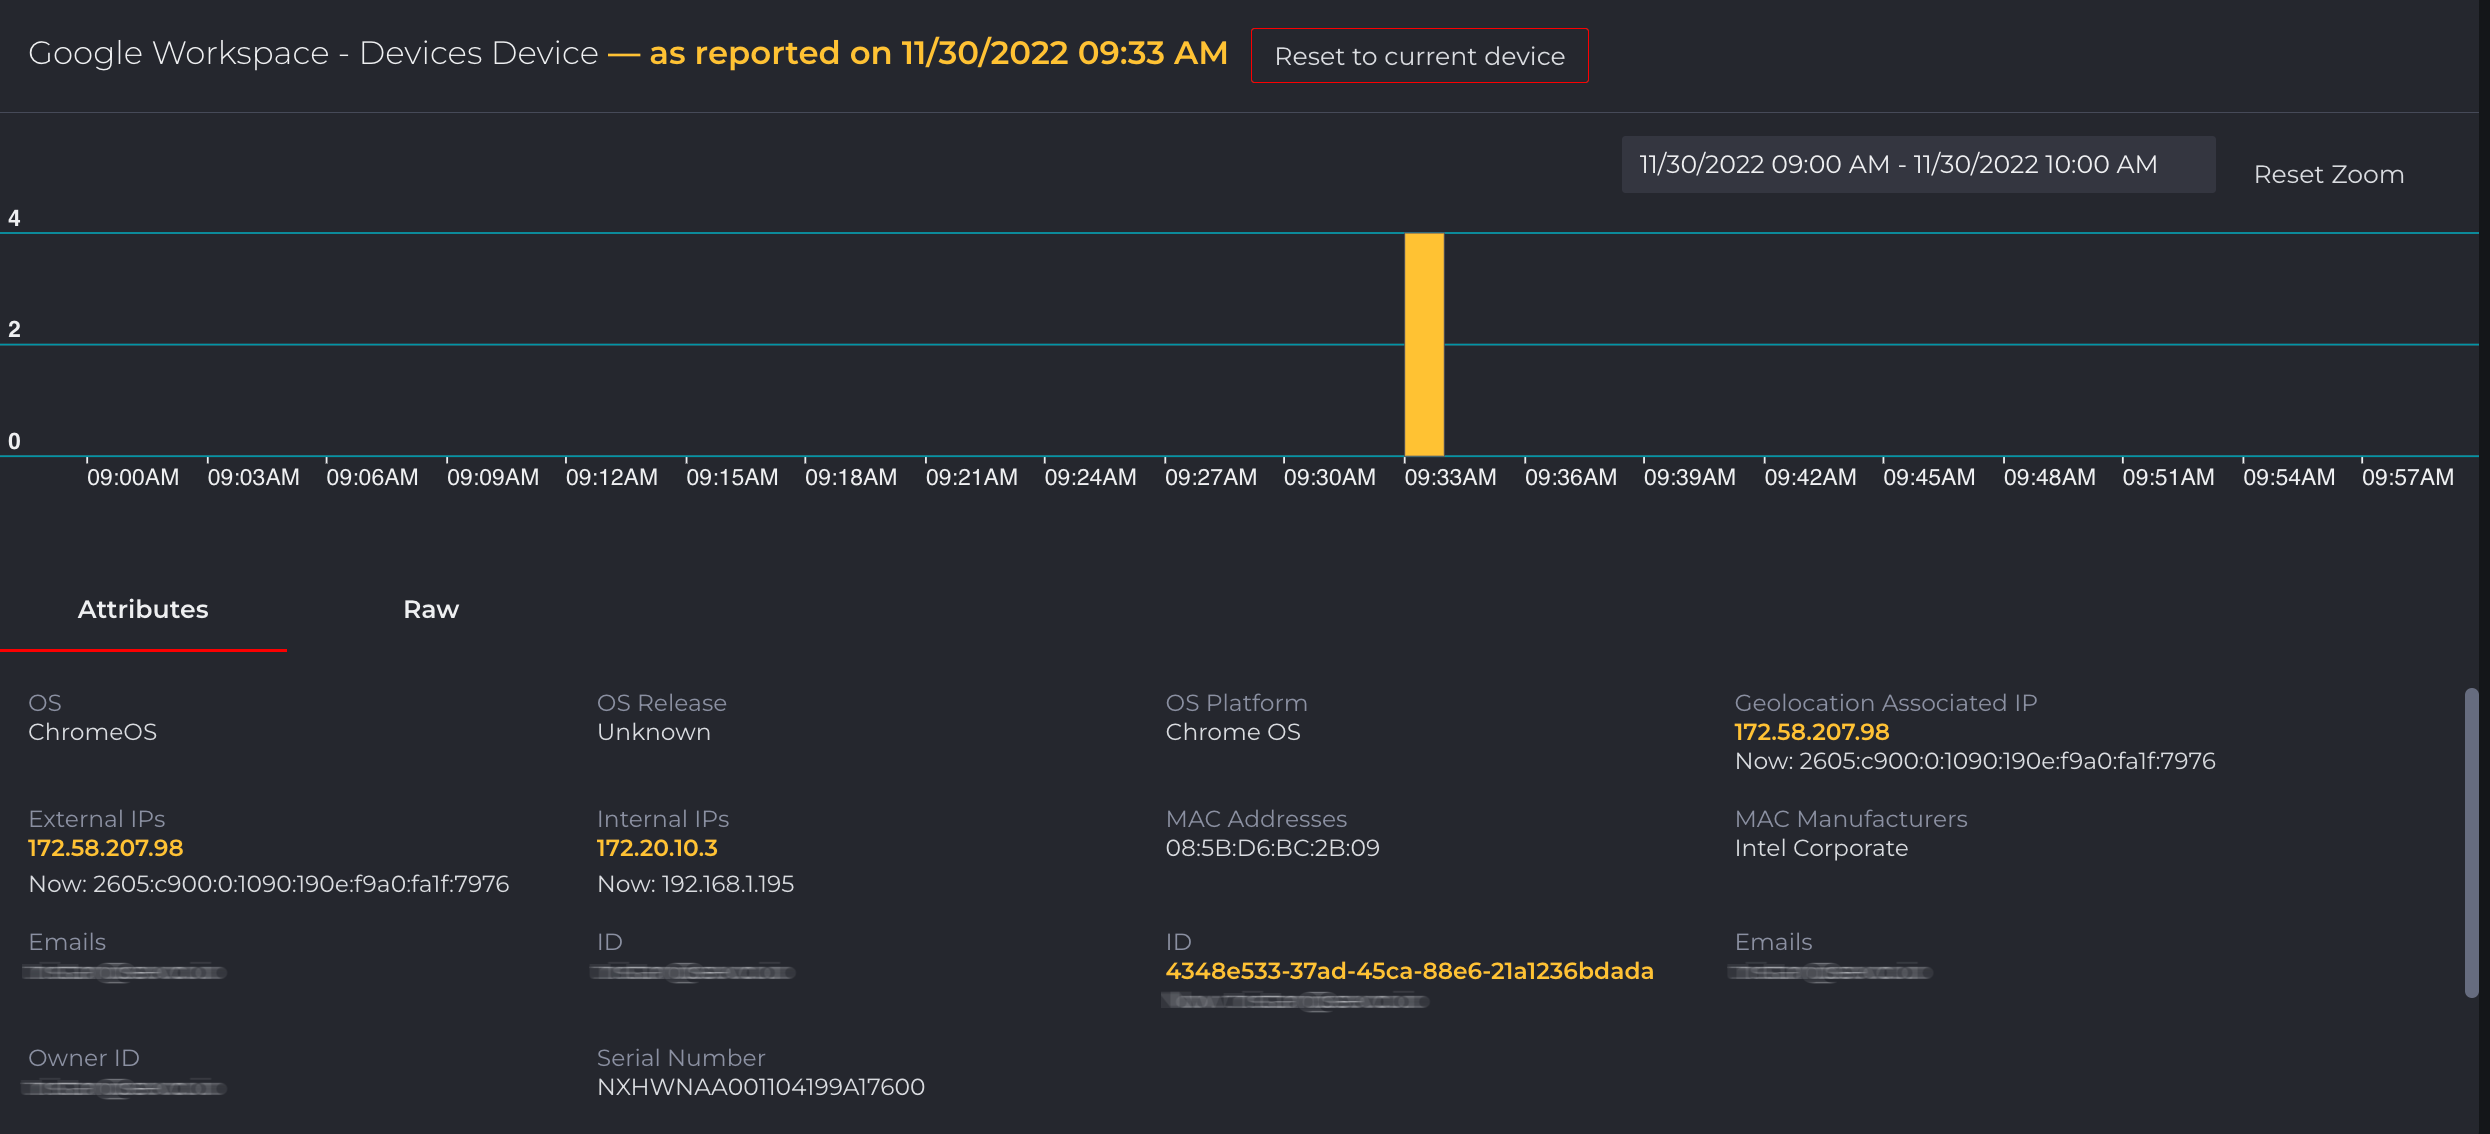 Google Workspace - Devices Device — as reported on 11/30/2022 09:33 AM
Reset to current device
11/30/2022 09:00 AM - 11/30/2022 10:00 AM
Reset Zoom
4
2
0
09:00AM 09:03AM 09:06AM 09:09AM 09:12AM 09:15AM 09:18AM 09:21AM 09:24AM 09:27AM 09:30AM 09:33AM 09:36AM 09:39AM 09:42AM 09:45AM 09:48AM 09:51AM 09:54AM 09:57AM
Attributes Raw
OS
ChromeOS
OS Release
Unknown
OS Platform
Chrome OS
Geolocation Associated IP
172.58.207.98
Now: 2605:c900:0:1090:190e:f9a0:fa1f:7976
External IPs
172.58.207.98
Now: 2605:c900:0:1090:190e:f9a0:fa1f:7976
Internal IPs
172.20.10.3
Now: 192.168.1.195
MAC Addresses
08:5B:D6:BC:2B:09
MAC Manufacturers
Intel Corporate
Emails
ID
ID
4348e533-37ad-45ca-88e6-21a1236bdada
Emails
Owner ID
Serial Number
NXHWNAA001104199A17600